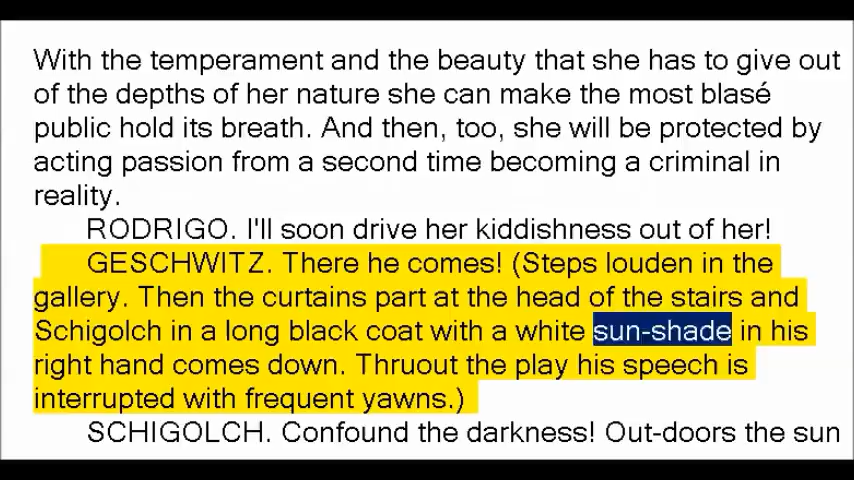 With the temperament and the beauty that she has to give out
of the depths of her nature she can make the most blasé
public hold its breath. And then, too, she will be protected by
acting passion from a second time becoming a criminal in
reality.
RODRIGO. I'll soon drive her kiddishness out of her!
GESCHWITZ. There he comes! (Steps louden in the
gallery. Then the curtains part at the head of the stairs and
Schigolch in a long black coat with a white sun-shade in his
right hand comes down. Thruout the play his speech is
interrupted with frequent yawns.)
SCHIGOLCH. Confound the darkness! Out-doors the sun